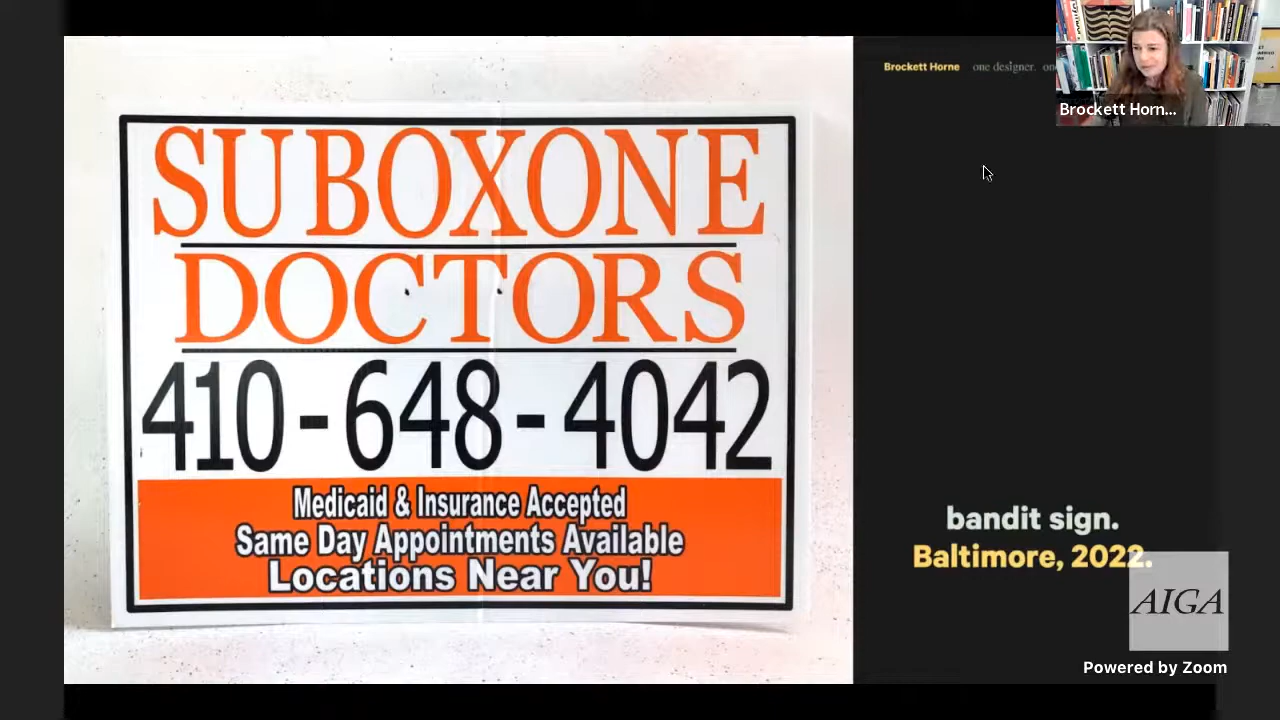 SUBOXONE
DOCTORS
410-648-4042
Medicaid & Insurance Accepted
Same Day Appointments Available
Locations Near You!
Brockett Horne one designer.
Brockett Horn...
bandit sign.
Baltimore, 2022.
AIGA
Powered by Zoom